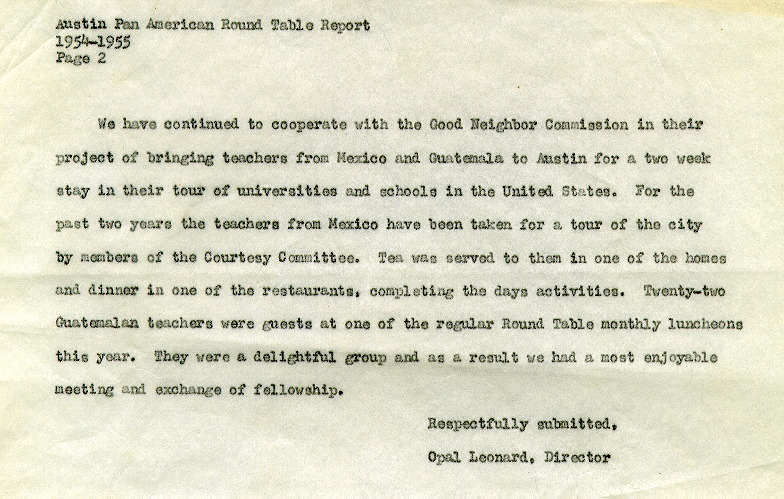 Austin Pan American Round Table Report
1954-1955
Page 2
We have continued to cooperate with the Good Neighbor Commission in their
project of bringing teachers from Mexico and Guatemala to Austin for a two week
stay in their tour of universities and schools in the United States. For the
past two years the teachers from Mexico have been taken for a tour of the city
by members of the Courtesy Committee. Tea was served to them in one of the homes
and dinner in one of the restaurants, completing the days activities. Twenty-two
Guatemalan teachers were guests at one of the regular Round Table monthly luncheons
this year. They were a delightful group and as a result we had a most enjoyable
meeting and exchange of fellowship.
Respectfully submitted,
Opal Leonard, Director